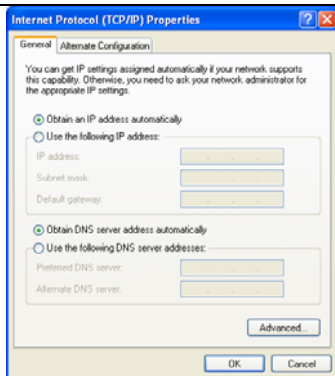 Internet Protocol (TCP/IP) Properties
General Alternate Configuration
You can get IP settings assigned automatically if your network supports
this capability. Otherwise, you need to ask your network administrator for
the appropriate IP settings.
Obtain an IP address automatically
Use the following IP address:
IP address:
Subnet mask:
Default gateway:
Obtain DNS server address automatically
Use the following DNS server addresses:
Preferred DNS server:
Alternate DNS server:
Advanced...
OK Cancel